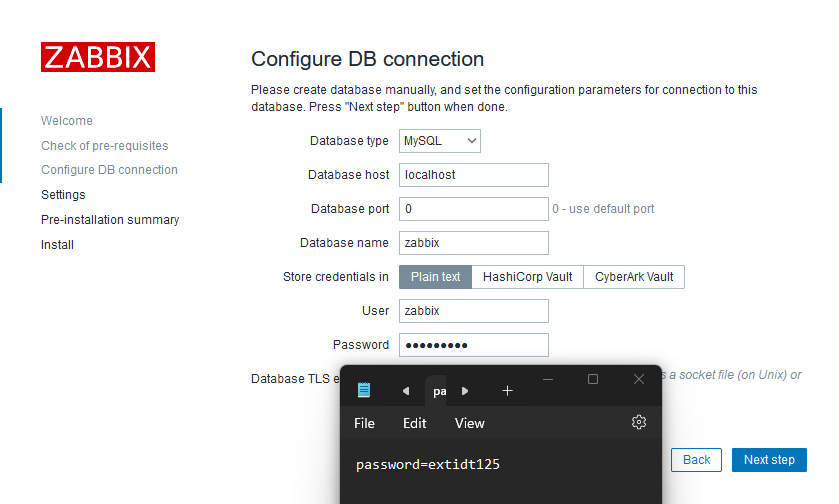 ZABBIX
Welcome
Check of pre-requisites
Configure DB connection
Settings
Pre-installation summary
Install
Configure DB connection
Please create database manually, and set the configuration parameters for connection to this
database. Press "Next step" button when done.
Database type MySQL
Database host localhost
Database port 0 0 - use default port
Database name zabbix
Store credentials in Plain text HashiCorp Vault CyberArk Vault
User zabbix
Password ●●●●●●●●●
Database TLS e
a socket file (on Unix) or
pa
File Edit View
password=extidt125
Back Next step